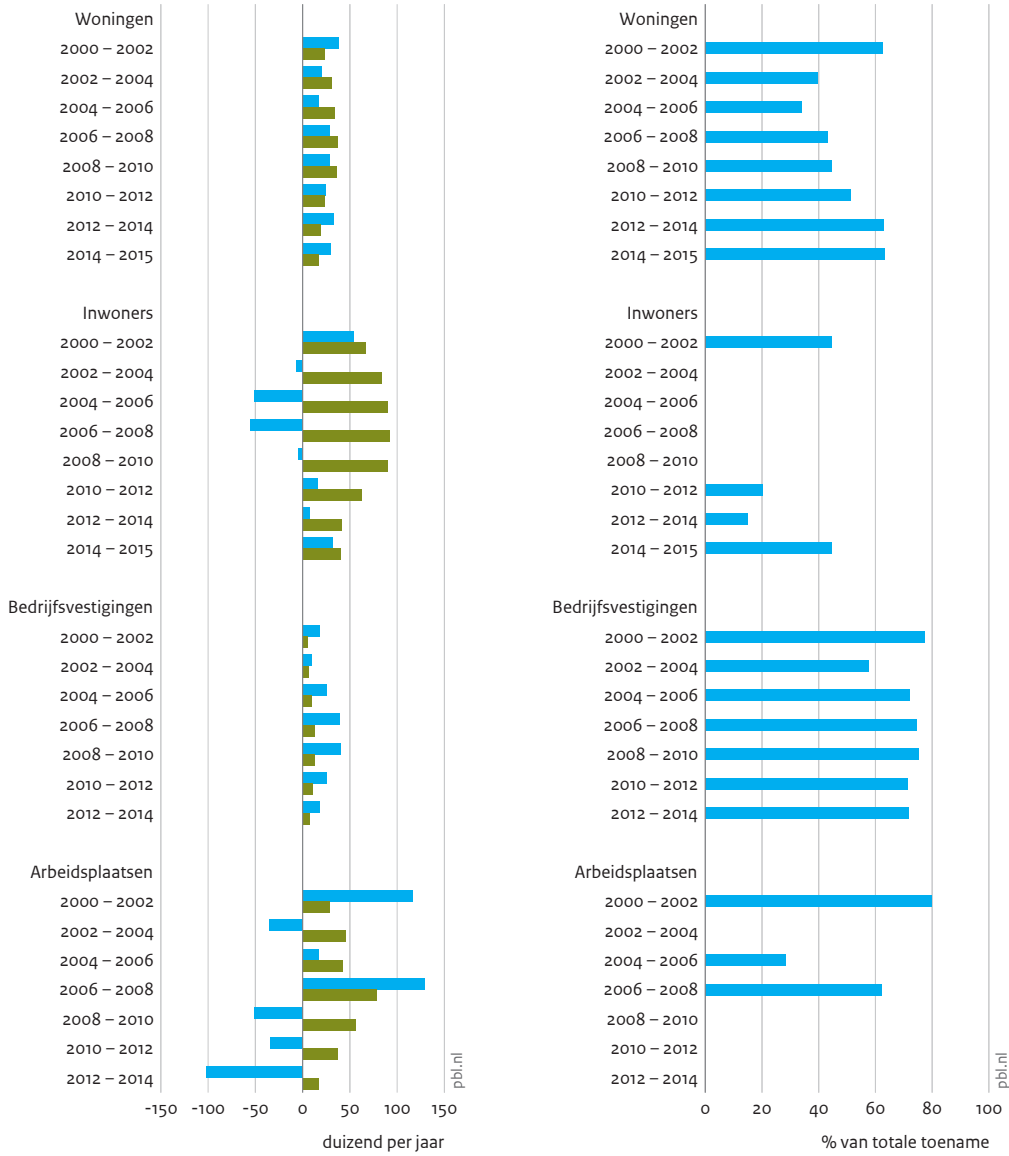 Woningen
2000 – 2002
2002 – 2004
2004 – 2006
2006 – 2008
2008 – 2010
2010 – 2012
2012 – 2014
2014 – 2015
Inwoners
2000 – 2002
2002 – 2004
2004 – 2006
2006 – 2008
2008 – 2010
2010 – 2012
2012 – 2014
2014 – 2015
Bedrijfsvestigingen
2000 – 2002
2002 – 2004
2004 – 2006
2006 – 2008
2008 – 2010
2010 – 2012
2012 – 2014
Arbeidsplaatsen
2000 – 2002
2002 – 2004
2004 – 2006
2006 – 2008
2008 – 2010
2010 – 2012
2012 – 2014
-150 -100 -50 0 50 100 150
duizend per jaar
pbl.nl
Woningen
2000 – 2002
2002 – 2004
2004 – 2006
2006 – 2008
2008 – 2010
2010 – 2012
2012 – 2014
2014 – 2015
Inwoners
2000 – 2002
2002 – 2004
2004 – 2006
2006 – 2008
2008 – 2010
2010 – 2012
2012 – 2014
2014 – 2015
Bedrijfsvestigingen
2000 – 2002
2002 – 2004
2004 – 2006
2006 – 2008
2008 – 2010
2010 – 2012
2012 – 2014
Arbeidsplaatsen
2000 – 2002
2002 – 2004
2004 – 2006
2006 – 2008
2008 – 2010
2010 – 2012
2012 – 2014
0 20 40 60 80 100
% van totale toename
pbl.nl